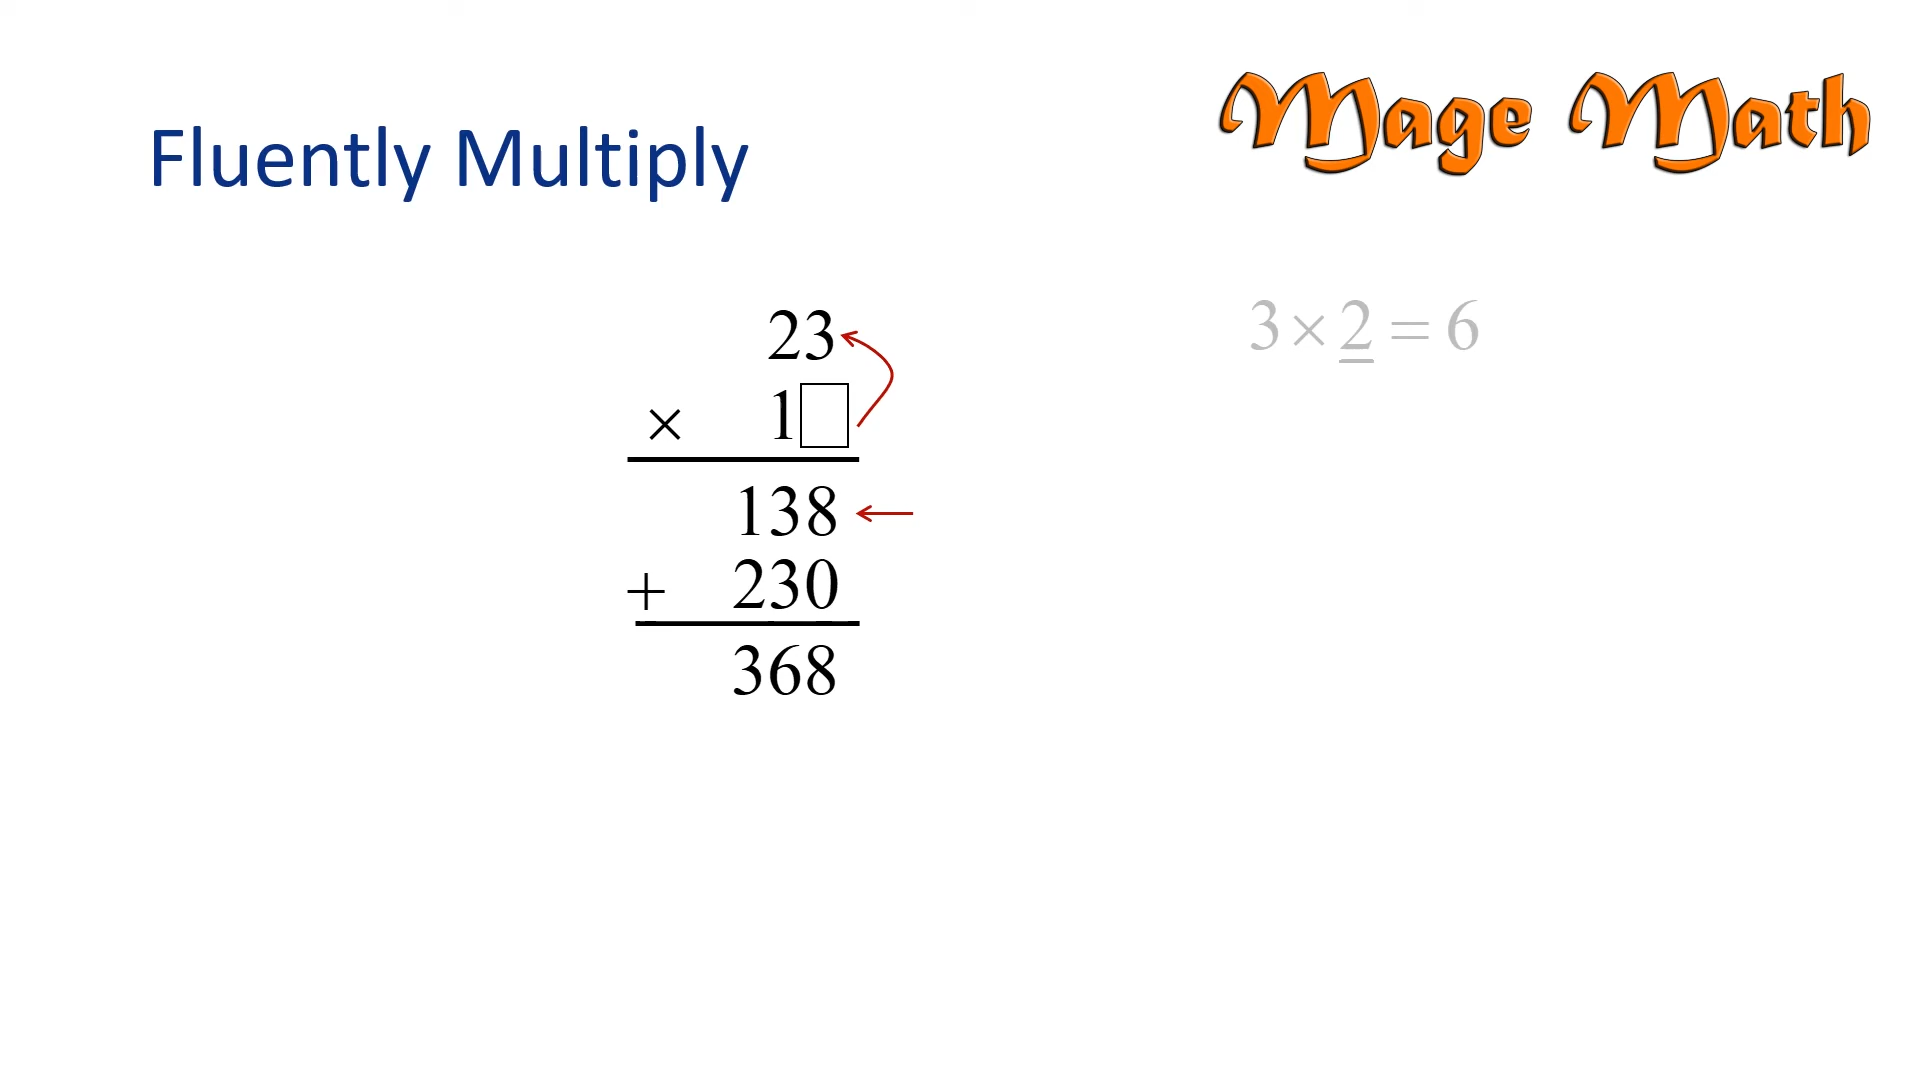 Mage Math
Fluently Multiply
23
× 1□
138
+ 230
368
3 × 2 = 6